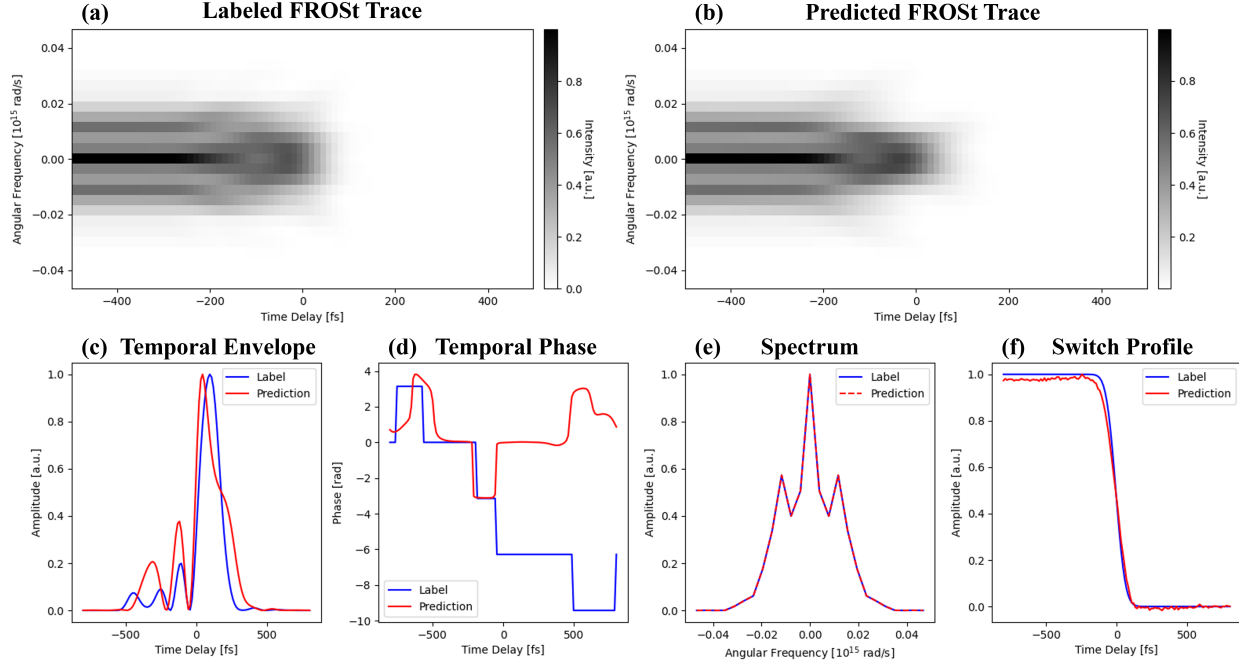 (a) Labeled FROSt Trace
0.04
0.02
0.00
−0.02
−0.04
Angular Frequency [10¹⁵ rad/s]
−400 −200 0 200 400
Time Delay [fs]
0.8
0.6
0.4
0.2
0.0
Intensity [a.u.]
(b) Predicted FROSt Trace
0.04
0.02
0.00
−0.02
−0.04
Angular Frequency [10¹⁵ rad/s]
−400 −200 0 200 400
Time Delay [fs]
0.8
0.6
0.4
0.2
Intensity [a.u.]
(c) Temporal Envelope
Label
Prediction
1.0
0.8
0.6
0.4
0.2
0.0
Amplitude [a.u.]
−500 0 500
Time Delay [fs]
(d) Temporal Phase
4
2
0
−2
−4
−6
−8
−10
Phase [rad]
Label
Prediction
−500 0 500
Time Delay [fs]
(e) Spectrum
Label
Prediction
1.0
0.8
0.6
0.4
0.2
0.0
Amplitude [a.u.]
−0.04 −0.02 0.00 0.02 0.04
Angular Frequency [10¹⁵ rad/s]
(f) Switch Profile
Label
Prediction
1.0
0.8
0.6
0.4
0.2
0.0
Amplitude [a.u.]
−500 0 500
Time Delay [fs]